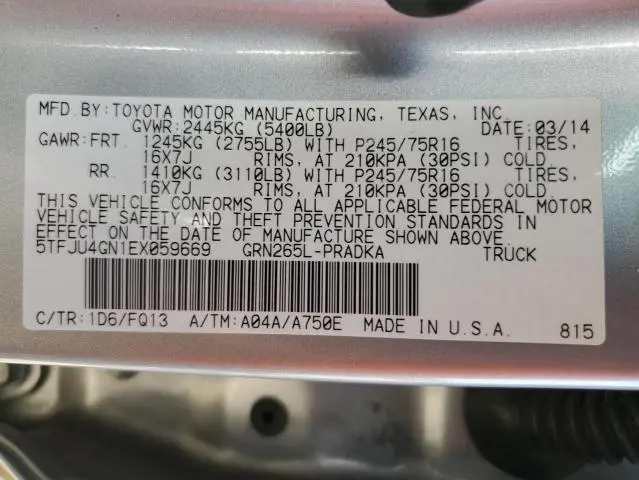 MFD.BY:TOYOTA MOTOR MANUFACTURING, TEXAS, INC.
GVWR:2445KG (5400LB) DATE:03/14
GAWR:FRT. 1245KG (2755LB) WITH P245/75R16 TIRES,
16X7J RIMS, AT 210KPA (30PSI) COLD.
RR. 1410KG (3110LB) WITH P245/75R16 TIRES,
16X7J RIMS, AT 210KPA (30PSI) COLD.
THIS VEHICLE CONFORMS TO ALL APPLICABLE FEDERAL MOTOR
VEHICLE SAFETY AND THEFT PREVENTION STANDARDS IN
EFFECT ON THE DATE OF MANUFACTURE SHOWN ABOVE.
5TFJU4GN1EX059669 GRN265L-PRADKA TRUCK
C/TR:1D6/FQ13 A/TM:A04A/A750E MADE IN U.S.A. 815